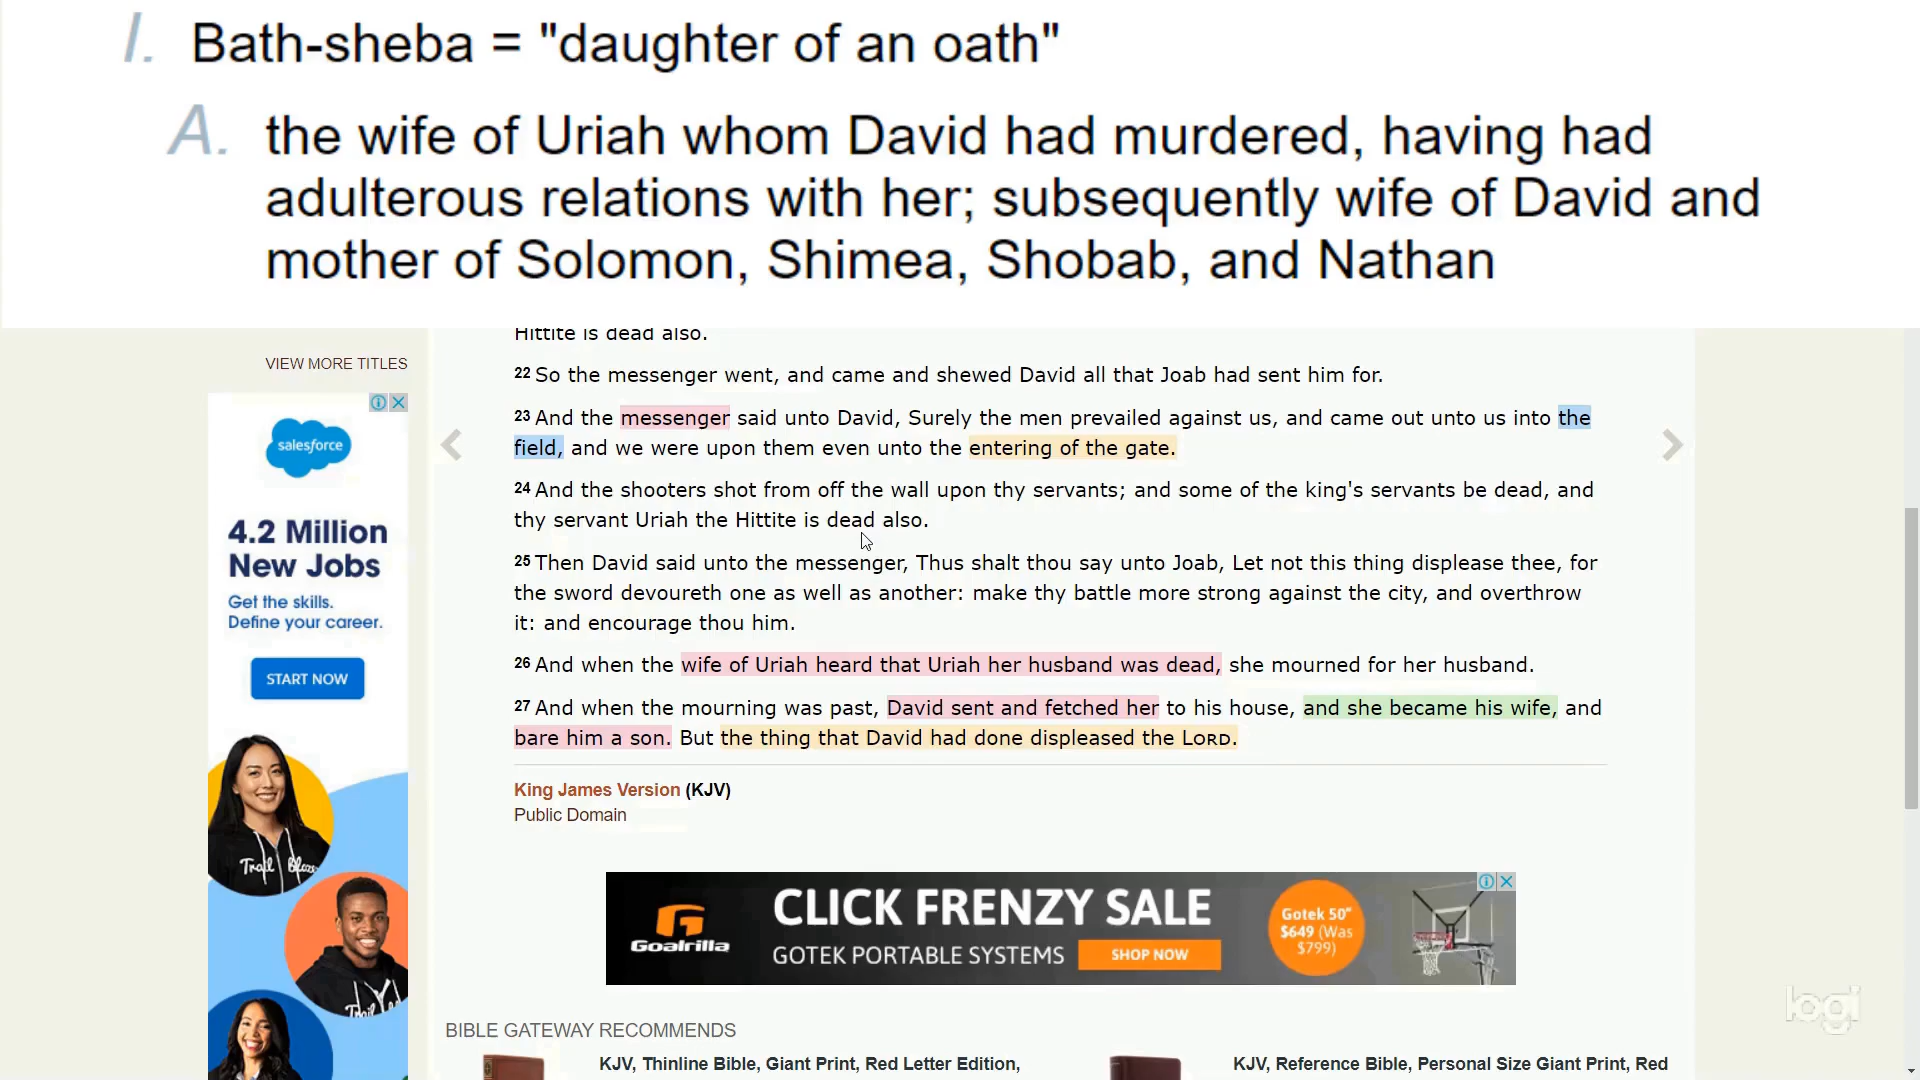 I. Bath-sheba = "daughter of an oath"
A. the wife of Uriah whom David had murdered, having had
adulterous relations with her; subsequently wife of David and
mother of Solomon, Shimea, Shobab, and Nathan
Hittite is dead also.
VIEW MORE TITLES
22 So the messenger went, and came and shewed David all that Joab had sent him for.
23 And the messenger said unto David, Surely the men prevailed against us, and came out unto us into the
field, and we were upon them even unto the entering of the gate.
24 And the shooters shot from off the wall upon thy servants; and some of the king's servants be dead, and
thy servant Uriah the Hittite is dead also.
25 Then David said unto the messenger, Thus shalt thou say unto Joab, Let not this thing displease thee, for
the sword devoureth one as well as another: make thy battle more strong against the city, and overthrow
it: and encourage thou him.
26 And when the wife of Uriah heard that Uriah her husband was dead, she mourned for her husband.
27 And when the mourning was past, David sent and fetched her to his house, and she became his wife, and
bare him a son. But the thing that David had done displeased the LORD.
King James Version (KJV)
Public Domain
salesforce
4.2 Million
New Jobs
Get the skills.
Define your career.
START NOW
Goalrilla
CLICK FRENZY SALE
GOTEK PORTABLE SYSTEMS
SHOP NOW
Gotek 50"
$649 (Was
$799)
logi
BIBLE GATEWAY RECOMMENDS
KJV, Thinline Bible, Giant Print, Red Letter Edition,
KJV, Reference Bible, Personal Size Giant Print, Red